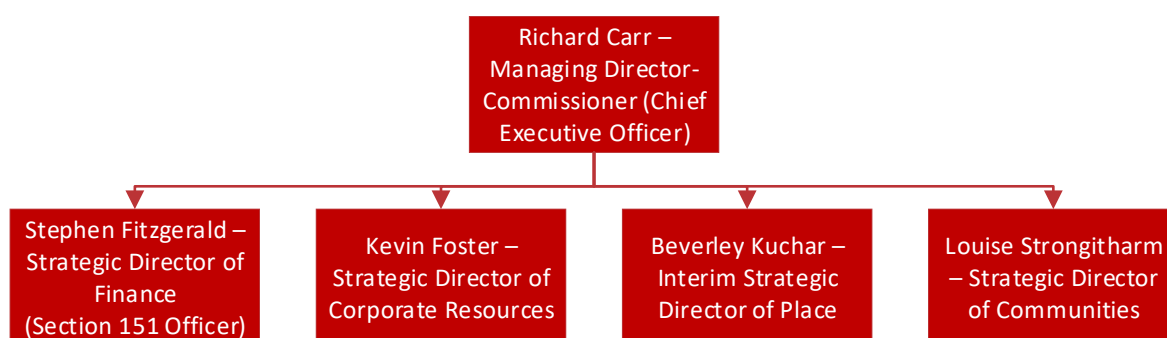 Richard Carr –
Managing Director-
Commissioner (Chief
Executive Officer)
Stephen Fitzgerald –
Strategic Director of
Finance
(Section 151 Officer)
Kevin Foster –
Strategic Director of
Corporate Resources
Beverley Kuchar –
Interim Strategic
Director of Place
Louise Strongitharm
– Strategic Director
of Communities